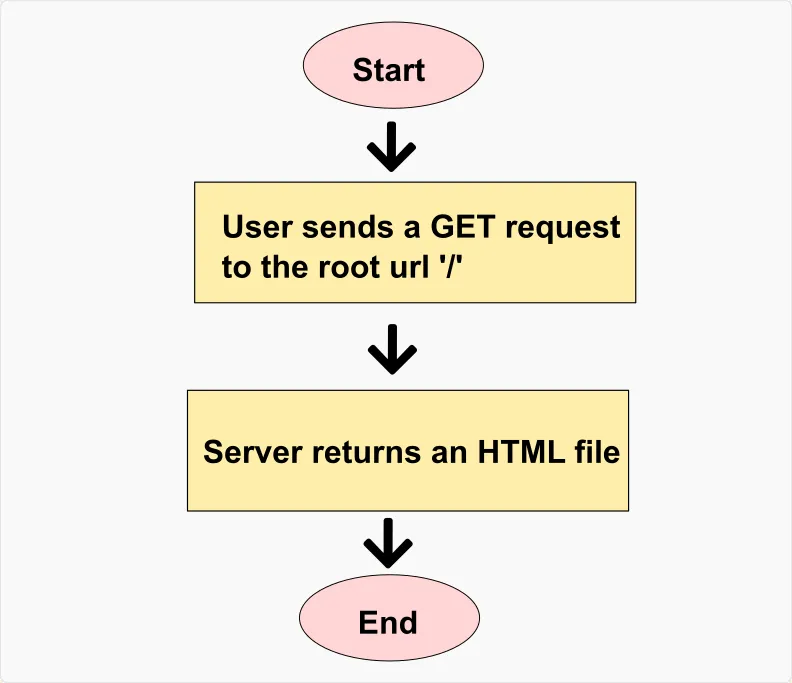 Start
User sends a GET request
to the root url '/'
Server returns an HTML file
End